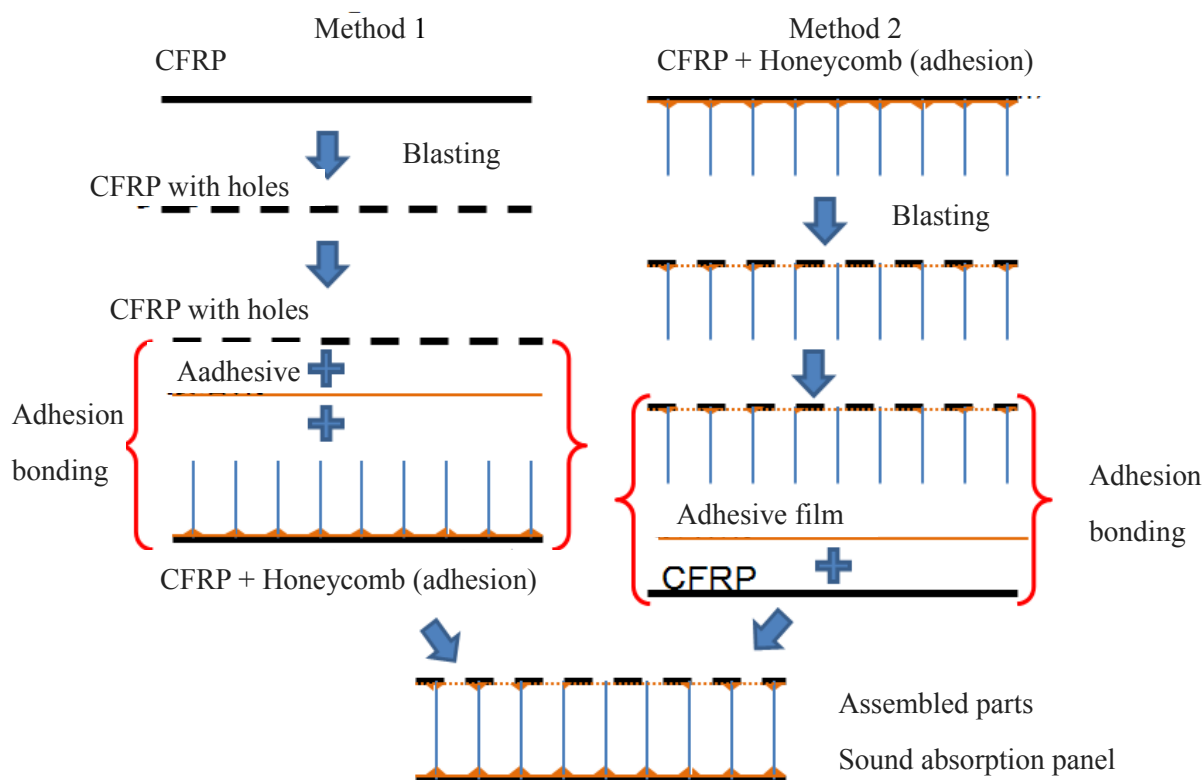 Method 1
CFRP
Blasting
CFRP with holes
CFRP with holes
Aadhesive
Adhesion
bonding
CFRP + Honeycomb (adhesion)
Method 2
CFRP + Honeycomb (adhesion)
Blasting
Adhesive film
CFRP
Adhesion
bonding
Assembled parts
Sound absorption panel